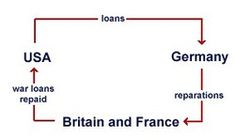 loans
USA
Germany
war loans
repaid
reparations
Britain and France